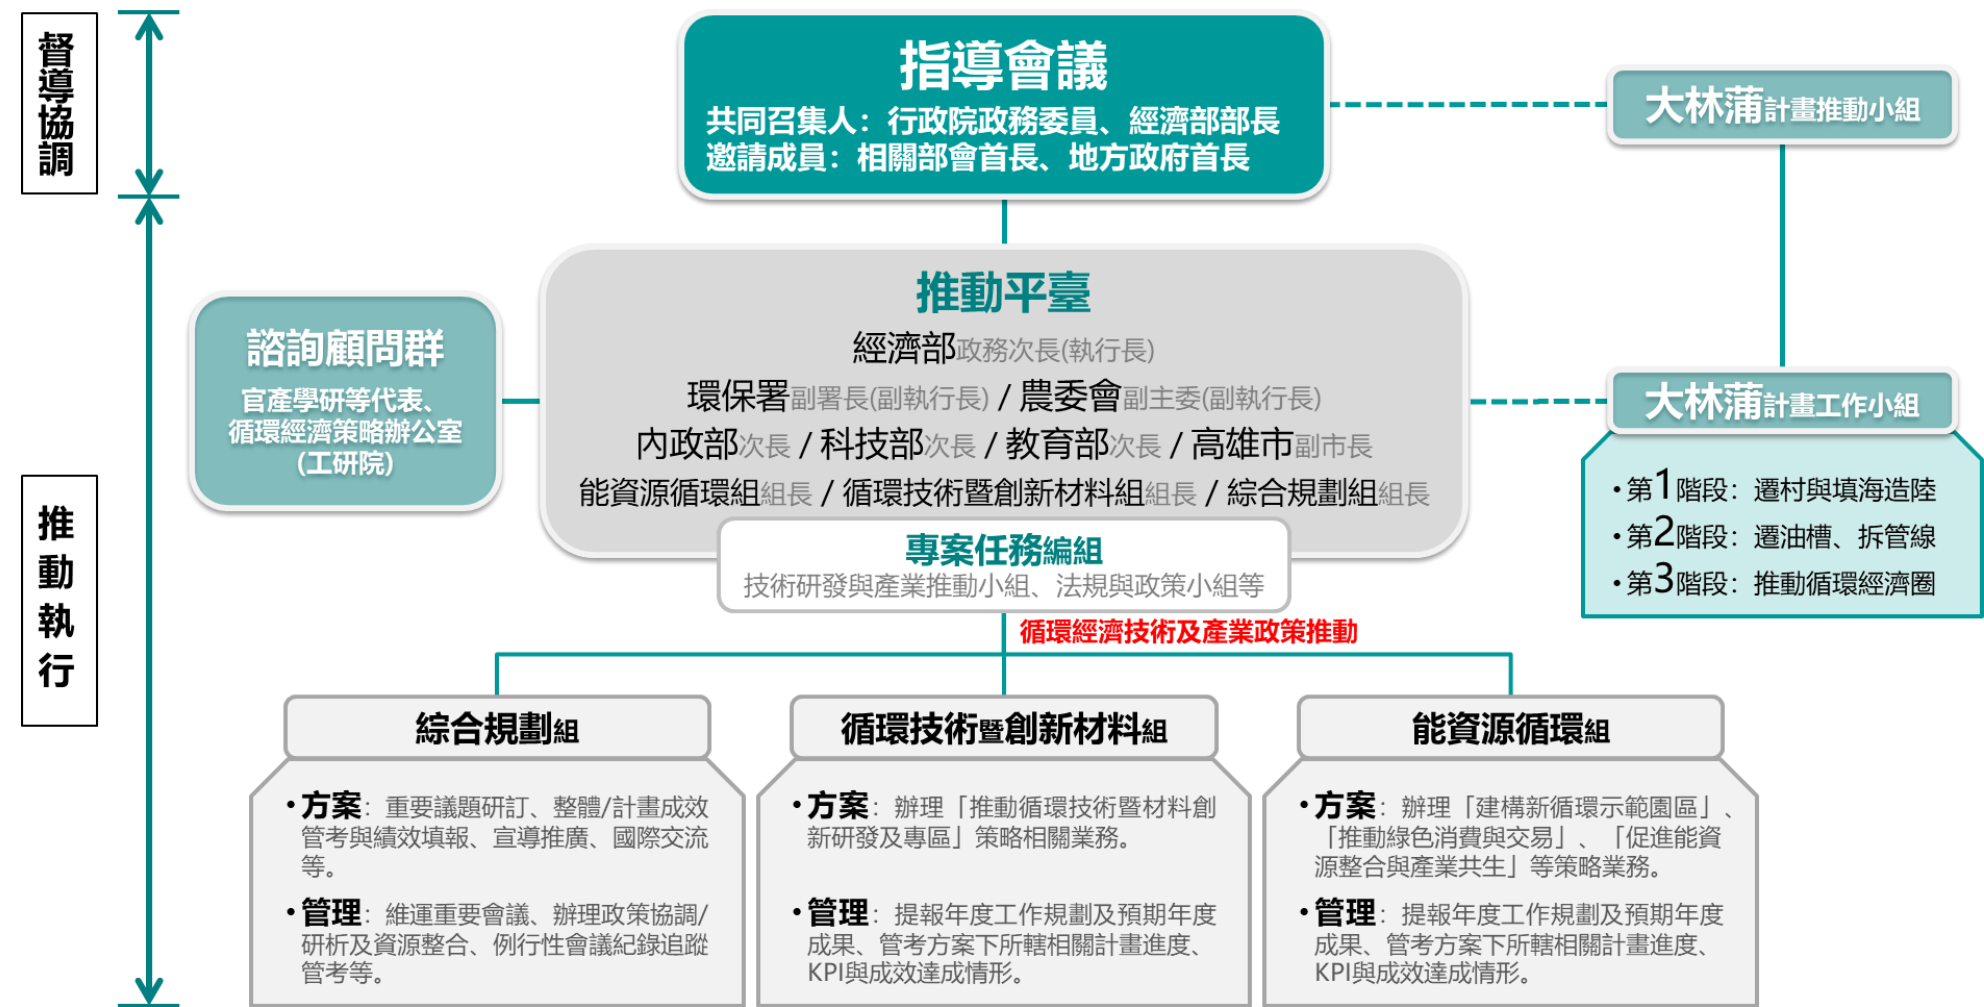 督導協調
指導會議
共同召集人：行政院政務委員、經濟部部長
邀請成員：相關部會首長、地方政府首長
大林蒲計畫推動小組
推動執行
諮詢顧問群
官產學研等代表、
循環經濟策略辦公室
(工研院)
推動平臺
經濟部政務次長(執行長)
環保署副署長(副執行長) / 農委會副主委(副執行長)
內政部次長 / 科技部次長 / 教育部次長 / 高雄市副市長
能資源循環組組長 / 循環技術暨創新材料組組長 / 綜合規劃組組長
專案任務編組
技術研發與產業推動小組、法規與政策小組等
大林蒲計畫工作小組
•第1階段：遷村與填海造陸
•第2階段：遷油槽、拆管線
•第3階段：推動循環經濟圈
循環經濟技術及產業政策推動
綜合規劃組
•方案：重要議題研訂、整體/計畫成效
管考與績效填報、宣導推廣、國際交流
等。
•管理：維運重要會議、辦理政策協調/
研析及資源整合、例行性會議紀錄追蹤
管考等。
循環技術暨創新材料組
•方案：辦理「推動循環技術暨材料創
新研發及專區」策略相關業務。
•管理：提報年度工作規劃及預期年度
成果、管考方案下所轄相關計畫進度、
KPI與成效達成情形。
能資源循環組
•方案：辦理「建構新循環示範園區」、
「推動綠色消費與交易」、「促進能資
源整合與產業共生」等策略業務。
•管理：提報年度工作規劃及預期年度
成果、管考方案下所轄相關計畫進度、
KPI與成效達成情形。